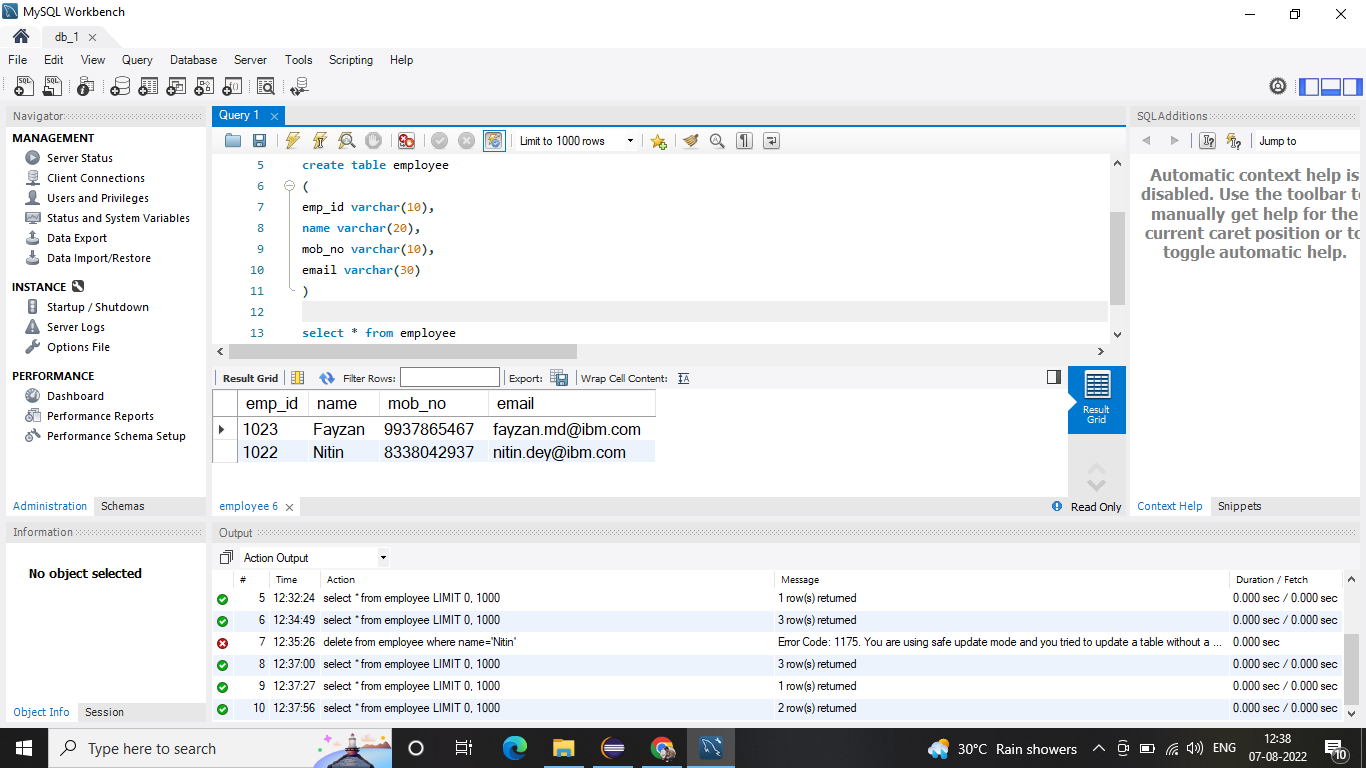 MySQL Workbench
db_1
File Edit View Query Database Server Tools Scripting Help
Navigator
MANAGEMENT
Server Status
Client Connections
Users and Privileges
Status and System Variables
Data Export
Data Import/Restore
INSTANCE
Startup / Shutdown
Server Logs
Options File
PERFORMANCE
Dashboard
Performance Reports
Performance Schema Setup
Administration Schemas
Information
No object selected
Object Info Session
Query 1
Limit to 1000 rows
5 create table employee
6 (
7 emp_id varchar(10),
8 name varchar(20),
9 mob_no varchar(10),
10 email varchar(30)
11 )
12
13 select * from employee
Result Grid Filter Rows: Export: Wrap Cell Content:
emp_id name mob_no email
1023 Fayzan 9937865467 fayzan.md@ibm.com
1022 Nitin 8338042937 nitin.dey@ibm.com
Result
Grid
employee 6
Read Only
SQLAdditions
Jump to
Automatic context help is
disabled. Use the toolbar to
manually get help for the
current caret position or to
toggle automatic help.
Context Help Snippets
Output
Action Output
# Time Action Message Duration / Fetch
5 12:32:24 select * from employee LIMIT 0, 1000 1 row(s) returned 0.000 sec / 0.000 sec
6 12:34:49 select * from employee LIMIT 0, 1000 3 row(s) returned 0.000 sec / 0.000 sec
7 12:35:26 delete from employee where name='Nitin' Error Code: 1175. You are using safe update mode and you tried to update a table without a ... 0.000 sec
8 12:37:00 select * from employee LIMIT 0, 1000 3 row(s) returned 0.000 sec / 0.000 sec
9 12:37:27 select * from employee LIMIT 0, 1000 1 row(s) returned 0.000 sec / 0.000 sec
10 12:37:56 select * from employee LIMIT 0, 1000 2 row(s) returned 0.000 sec / 0.000 sec
Type here to search
30°C Rain showers
ENG
12:38
07-08-2022
10